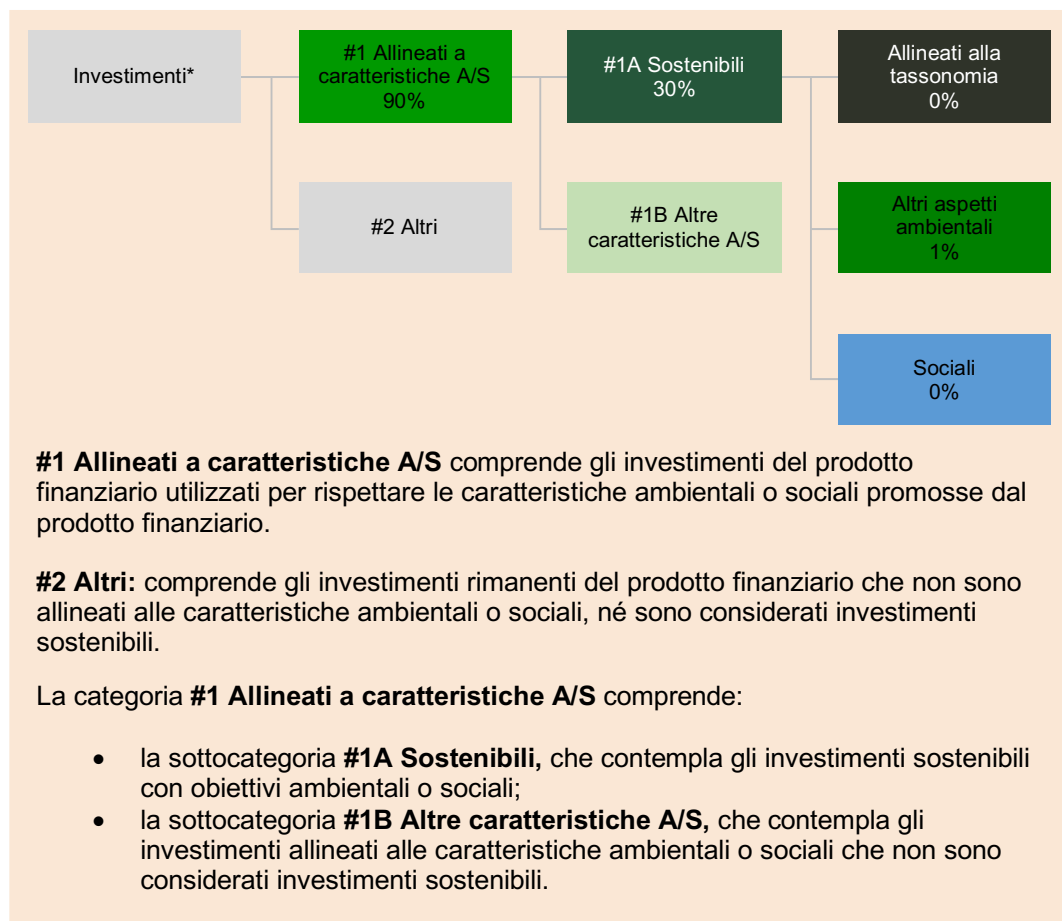 Investimenti*
#1 Allineati a
caratteristiche A/S
90%
#1A Sostenibili
30%
Allineati alla
tassonomia
0%
#2 Altri
#1B Altre
caratteristiche A/S
Altri aspetti
ambientali
1%
Sociali
0%
#1 Allineati a caratteristiche A/S comprende gli investimenti del prodotto
finanziario utilizzati per rispettare le caratteristiche ambientali o sociali promosse dal
prodotto finanziario.
#2 Altri: comprende gli investimenti rimanenti del prodotto finanziario che non sono
allineati alle caratteristiche ambientali o sociali, né sono considerati investimenti
sostenibili.
La categoria #1 Allineati a caratteristiche A/S comprende:
• la sottocategoria #1A Sostenibili, che contempla gli investimenti sostenibili
con obiettivi ambientali o sociali;
• la sottocategoria #1B Altre caratteristiche A/S, che contempla gli
investimenti allineati alle caratteristiche ambientali o sociali che non sono
considerati investimenti sostenibili.